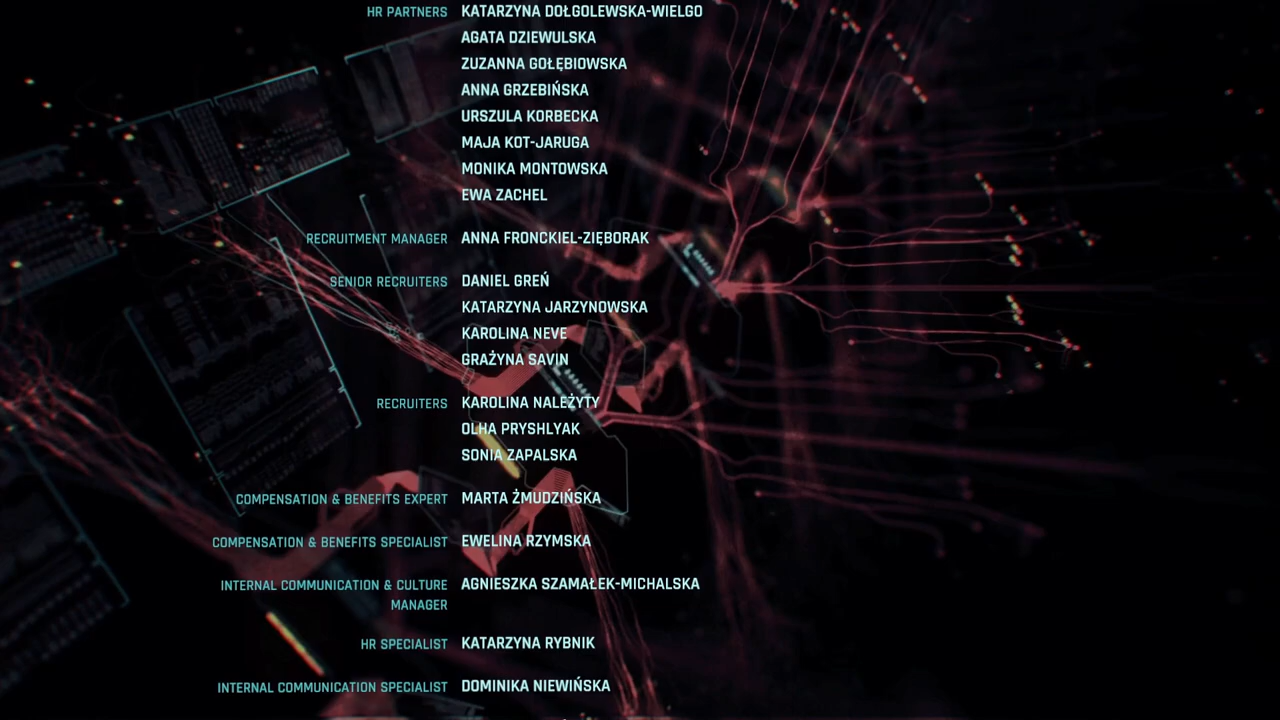 HR PARTNERS KATARZYNA DOŁGOLEWSKA-WIELGO
AGATA DZIEWULSKA
ZUZANNA GOŁĘBIOWSKA
ANNA GRZEBIŃSKA
URSZULA KORBECKA
MAJA KOT-JARUGA
MONIKA MONTOWSKA
EWA ZACHEL
RECRUITMENT MANAGER ANNA FRONCKIEL-ZIĘBORAK
SENIOR RECRUITERS DANIEL GREŃ
KATARZYNA JARZYNOWSKA
KAROLINA NEVE
GRAŻYNA SAVIN
RECRUITERS KAROLINA NALEŻYTY
OLHA PRYSHLYAK
SONIA ZAPALSKA
COMPENSATION & BENEFITS EXPERT MARTA ŻMUDZIŃSKA
COMPENSATION & BENEFITS SPECIALIST EWELINA RZYMSKA
INTERNAL COMMUNICATION & CULTURE AGNIESZKA SZAMAŁEK-MICHALSKA
MANAGER
HR SPECIALIST KATARZYNA RYBNIK
INTERNAL COMMUNICATION SPECIALIST DOMINIKA NIEWIŃSKA